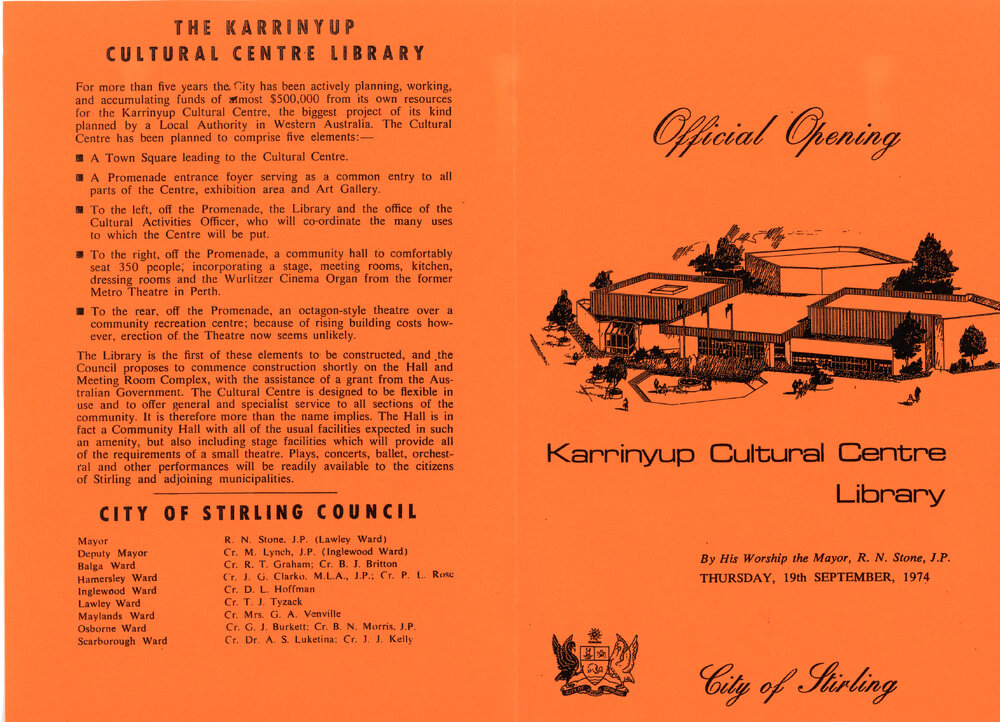 THE KARRINYUP
CULTURAL CENTRE LIBRARY
For more than five years the City has been actively planning, working,
and accumulating funds of almost $500,000 from its own resources
for the Karrinyup Cultural Centre, the biggest project of its kind
planned by a Local Authority in Western Australia. The Cultural
Centre has been planned to comprise five elements:—
■ A Town Square leading to the Cultural Centre.
■ A Promenade entrance foyer serving as a common entry to all
parts of the Centre, exhibition area and Art Gallery.
■ To the left, off the Promenade, the Library and the office of the
Cultural Activities Officer, who will co-ordinate the many uses
to which the Centre will be put.
■ To the right, off the Promenade, a community hall to comfortably
seat 350 people, incorporating a stage, meeting rooms, kitchen,
dressing rooms and the Wurlitzer Cinema Organ from the former
Metro Theatre in Perth.
■ To the rear, off the Promenade, an octagon-style theatre over a
community recreation centre; because of rising building costs how-
ever, erection of the Theatre now seems unlikely.
The Library is the first of these elements to be constructed, and the
Council proposes to commence construction shortly on the Hall and
Meeting Room Complex, with the assistance of a grant from the Aus-
tralian Government. The Cultural Centre is designed to be flexible in
use and to offer general and specialist service to all sections of the
community. It is therefore more than the name implies. The Hall is in
fact a Community Hall with all of the usual facilities expected in such
an amenity, but also including stage facilities which will provide all
of the requirements of a small theatre. Plays, concerts, ballet, orchest-
ral and other performances will be readily available to the citizens
of Stirling and adjoining municipalities.
CITY OF STIRLING COUNCIL
Mayor R. N. Stone, J.P. (Lawley Ward)
Deputy Mayor Cr. M. Lynch, J.P. (Inglewood Ward)
Balga Ward Cr. R. T. Graham; Cr. B. J. Britton
Hamersley Ward Cr. J. G. Clarko, M.L.A., J.P.; Cr. P. L. Rose
Inglewood Ward Cr. D. L. Hoffman
Lawley Ward Cr. T. J. Tyzack
Maylands Ward Cr. Mrs. G. A. Venville
Osborne Ward Cr. G. J. Burkett; Cr. B. N. Morris, J.P.
Scarborough Ward Cr. Dr. A. S. Luketina; Cr. J. J. Kelly
Official Opening
Karrinyup Cultural Centre
Library
By His Worship the Mayor, R. N. Stone, J.P.
THURSDAY, 19th SEPTEMBER, 1974
City of Stirling